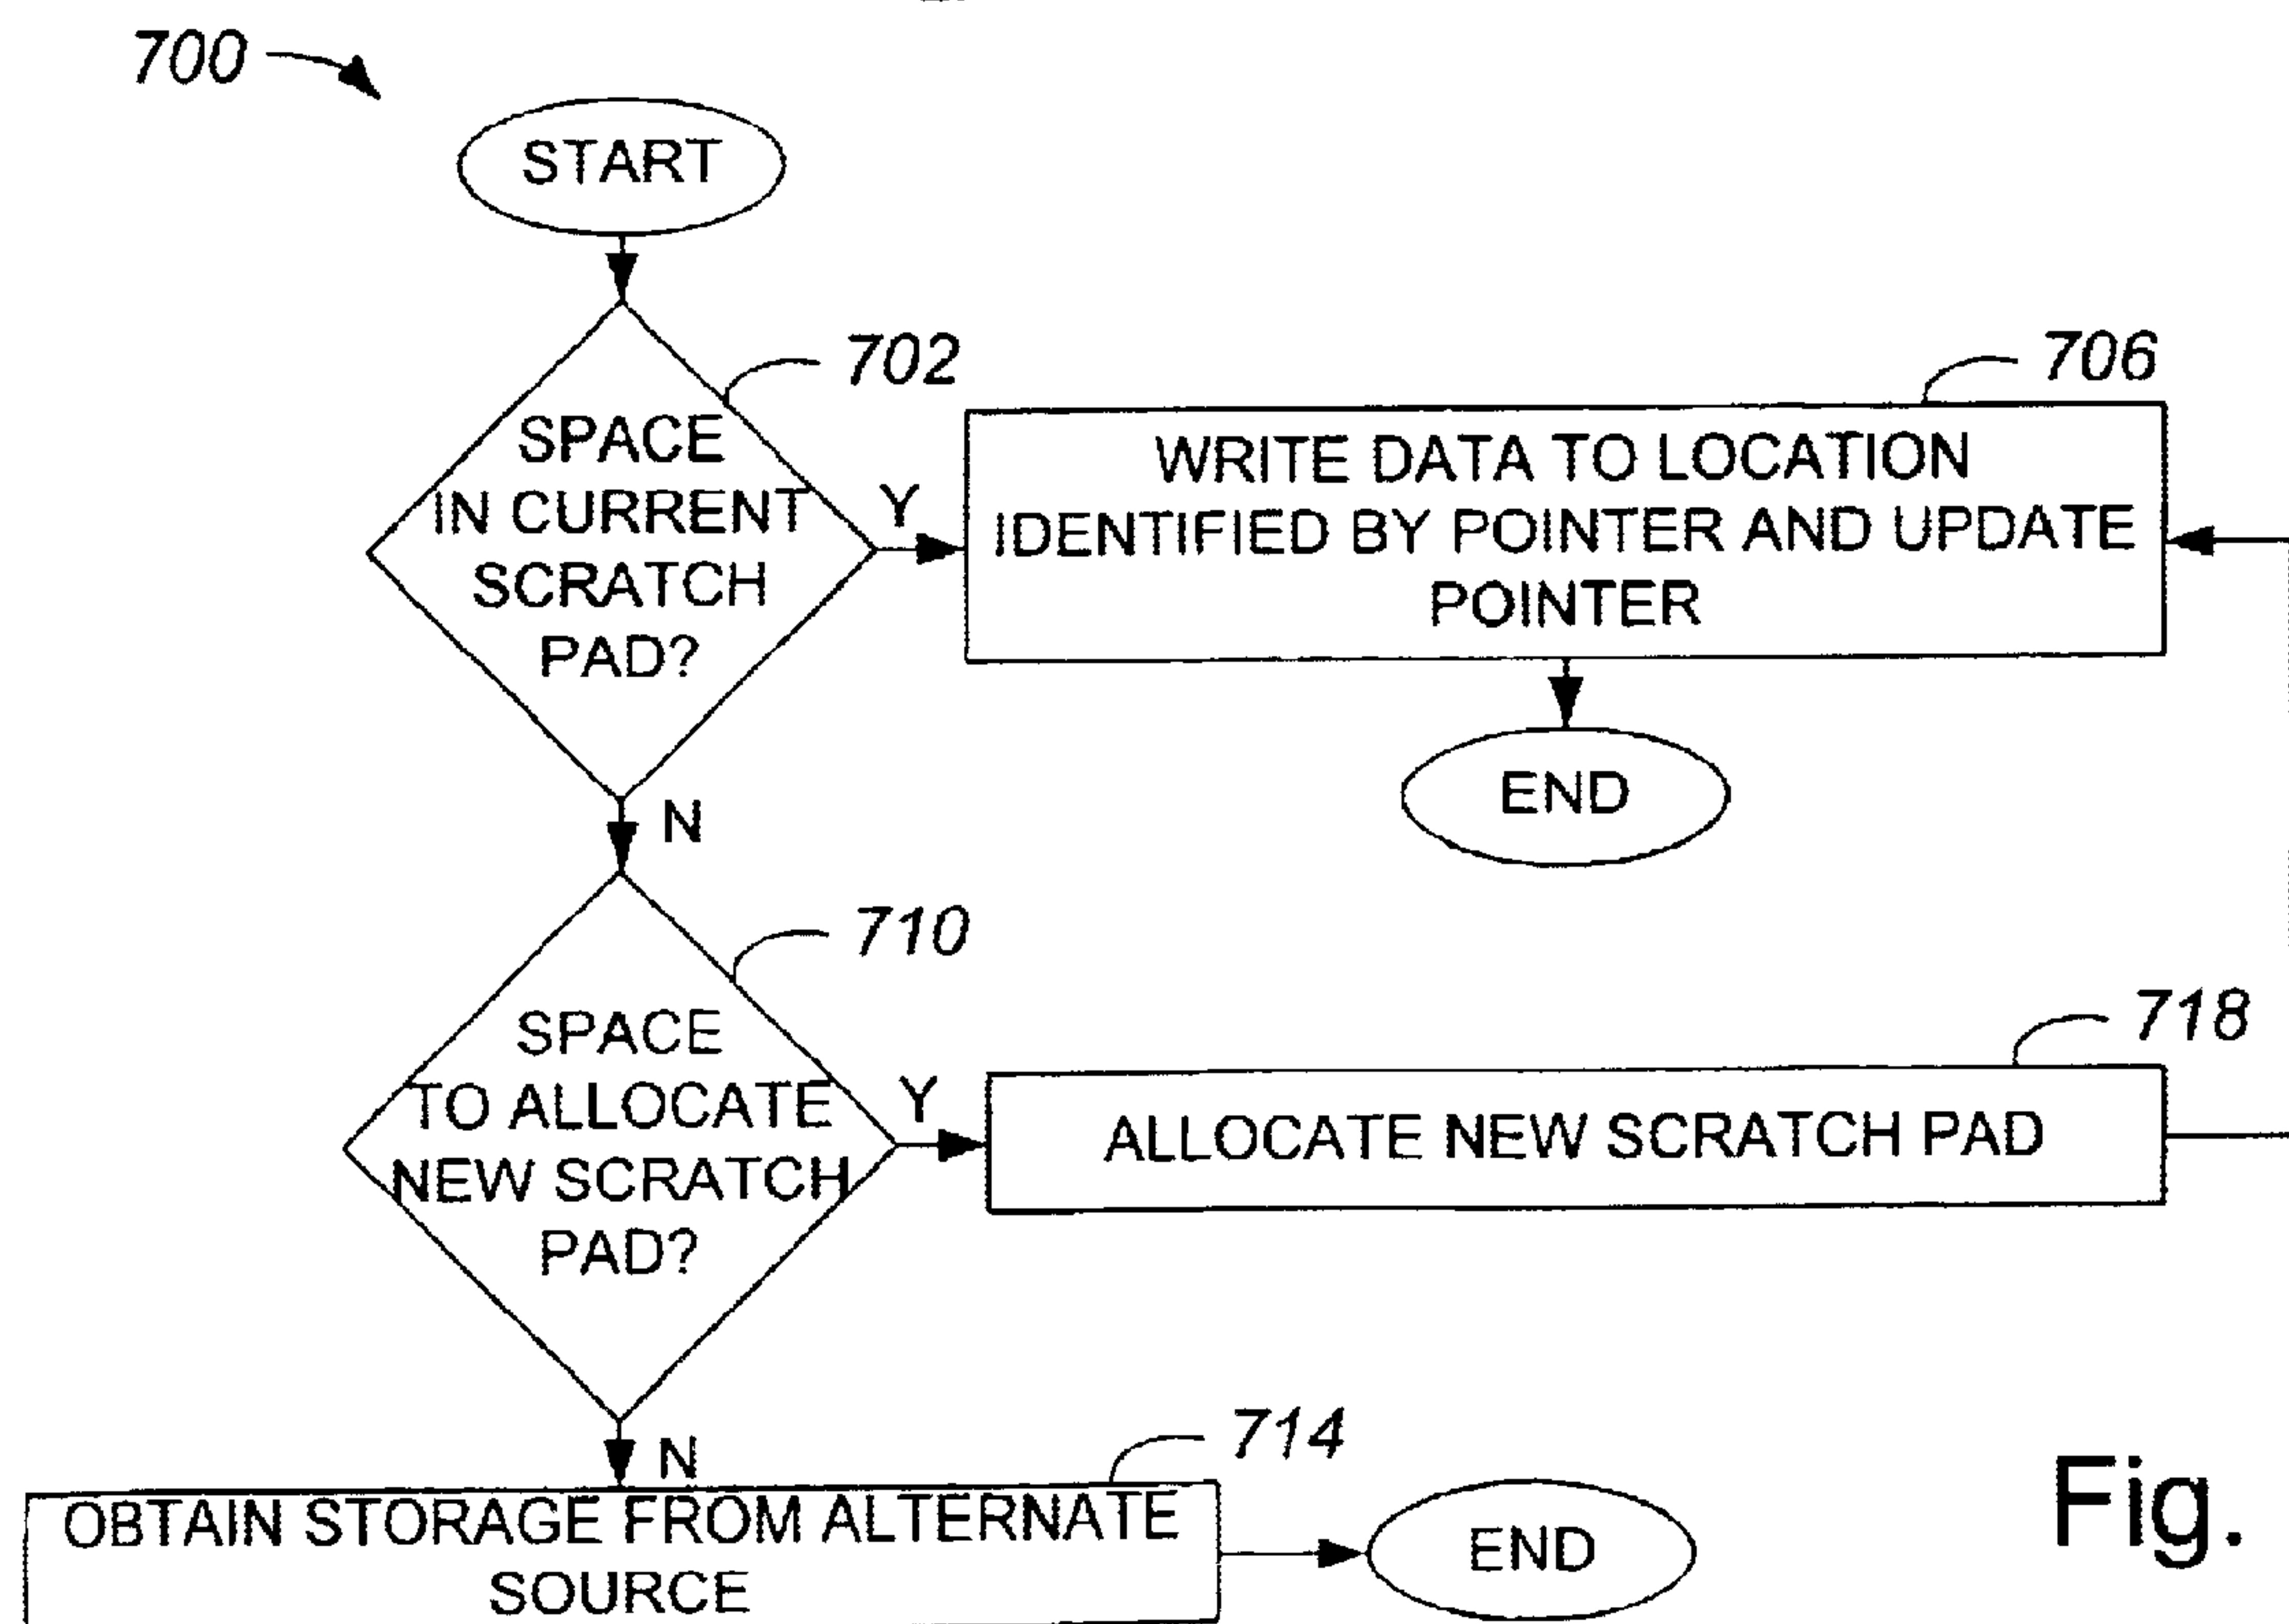 700
START
702
SPACE
IN CURRENT
SCRATCH
PAD?
Y
706
WRITE DATA TO LOCATION
IDENTIFIED BY POINTER AND UPDATE
POINTER
END
N
710
SPACE
TO ALLOCATE
NEW SCRATCH
PAD?
Y
718
ALLOCATE NEW SCRATCH PAD
N
714
OBTAIN STORAGE FROM ALTERNATE
SOURCE
END
Fig.